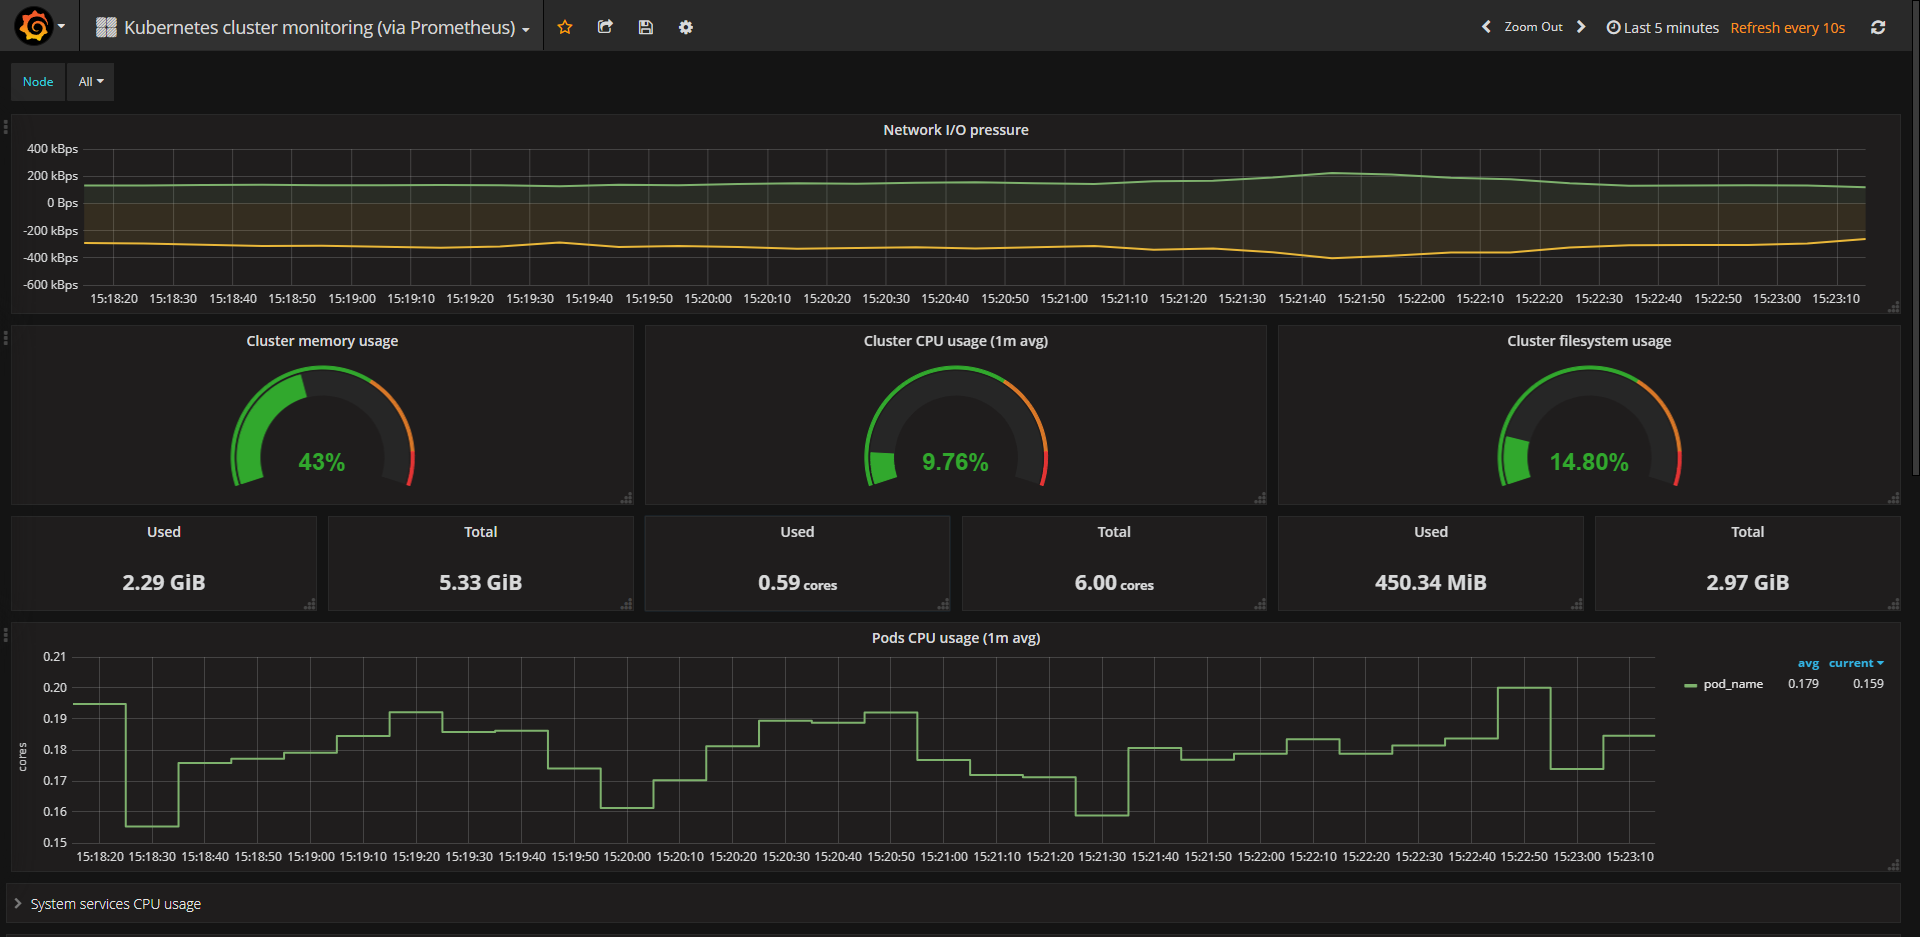 Kubernetes cluster monitoring (via Prometheus)
Zoom Out
Last 5 minutes
Refresh every 10s
Node
All
Network I/O pressure
400 kBps
200 kBps
0 Bps
-200 kBps
-400 kBps
-600 kBps
15:18:20 15:18:30 15:18:40 15:18:50 15:19:00 15:19:10 15:19:20 15:19:30 15:19:40 15:19:50 15:20:00 15:20:10 15:20:20 15:20:30 15:20:40 15:20:50 15:21:00 15:21:10 15:21:20 15:21:30 15:21:40 15:21:50 15:22:00 15:22:10 15:22:20 15:22:30 15:22:40 15:22:50 15:23:00 15:23:10
Cluster memory usage
43%
Cluster CPU usage (1m avg)
9.76%
Cluster filesystem usage
14.80%
Used
2.29 GiB
Total
5.33 GiB
Used
0.59 cores
Total
6.00 cores
Used
450.34 MiB
Total
2.97 GiB
Pods CPU usage (1m avg)
cores
0.21
0.20
0.19
0.18
0.17
0.16
0.15
15:18:20 15:18:30 15:18:40 15:18:50 15:19:00 15:19:10 15:19:20 15:19:30 15:19:40 15:19:50 15:20:00 15:20:10 15:20:20 15:20:30 15:20:40 15:20:50 15:21:00 15:21:10 15:21:20 15:21:30 15:21:40 15:21:50 15:22:00 15:22:10 15:22:20 15:22:30 15:22:40 15:22:50 15:23:00 15:23:10
avg current
pod_name 0.179 0.159
System services CPU usage